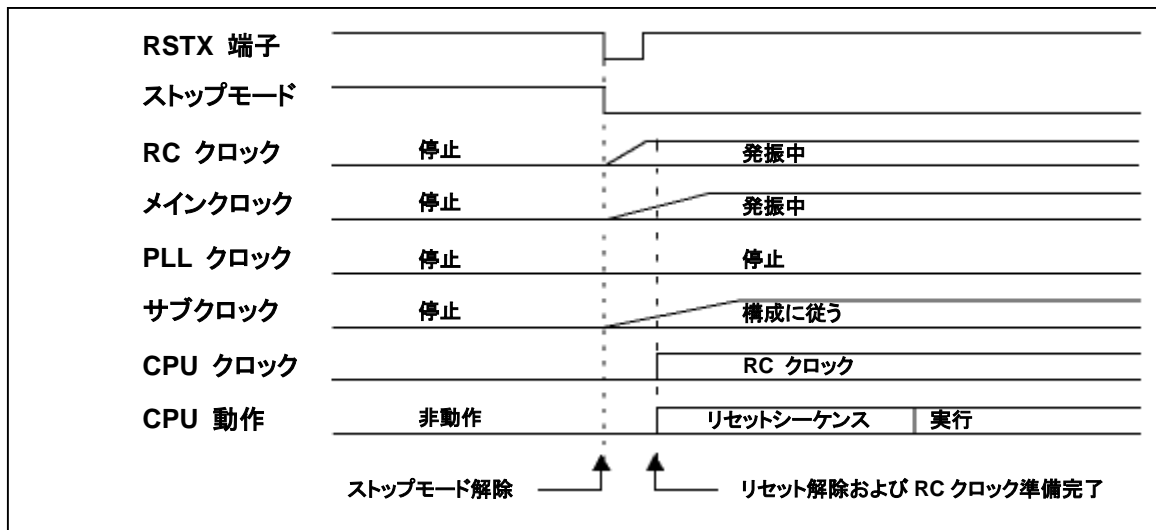 RSTX 端子
ストップモード
RC クロック 停止 発振中
メインクロック 停止 発振中
PLL クロック 停止 停止
サブクロック 停止 構成に従う
CPU クロック RC クロック
CPU 動作 非動作 リセットシーケンス 実行
ストップモード解除 リセット解除および RC クロック準備完了